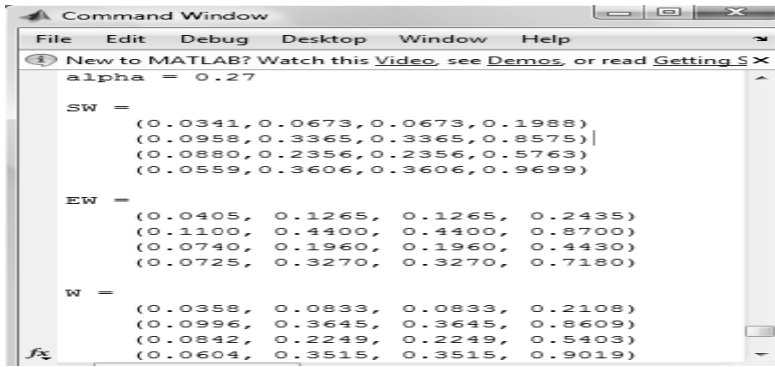 Command Window
File Edit Debug Desktop Window Help
New to MATLAB? Watch this Video, see Demos, or read Getting S
alpha = 0.27
SW =
(0.0341,0.0673,0.0673,0.1988)
(0.0958,0.3365,0.3365,0.8575)
(0.0880,0.2356,0.2356,0.5763)
(0.0559,0.3606,0.3606,0.9699)
EW =
(0.0405, 0.1265, 0.1265, 0.2435)
(0.1100, 0.4400, 0.4400, 0.8700)
(0.0740, 0.1960, 0.1960, 0.4430)
(0.0725, 0.3270, 0.3270, 0.7180)
W =
(0.0358, 0.0833, 0.0833, 0.2108)
(0.0996, 0.3645, 0.3645, 0.8609)
(0.0842, 0.2249, 0.2249, 0.5403)
(0.0604, 0.3515, 0.3515, 0.9019)
fx